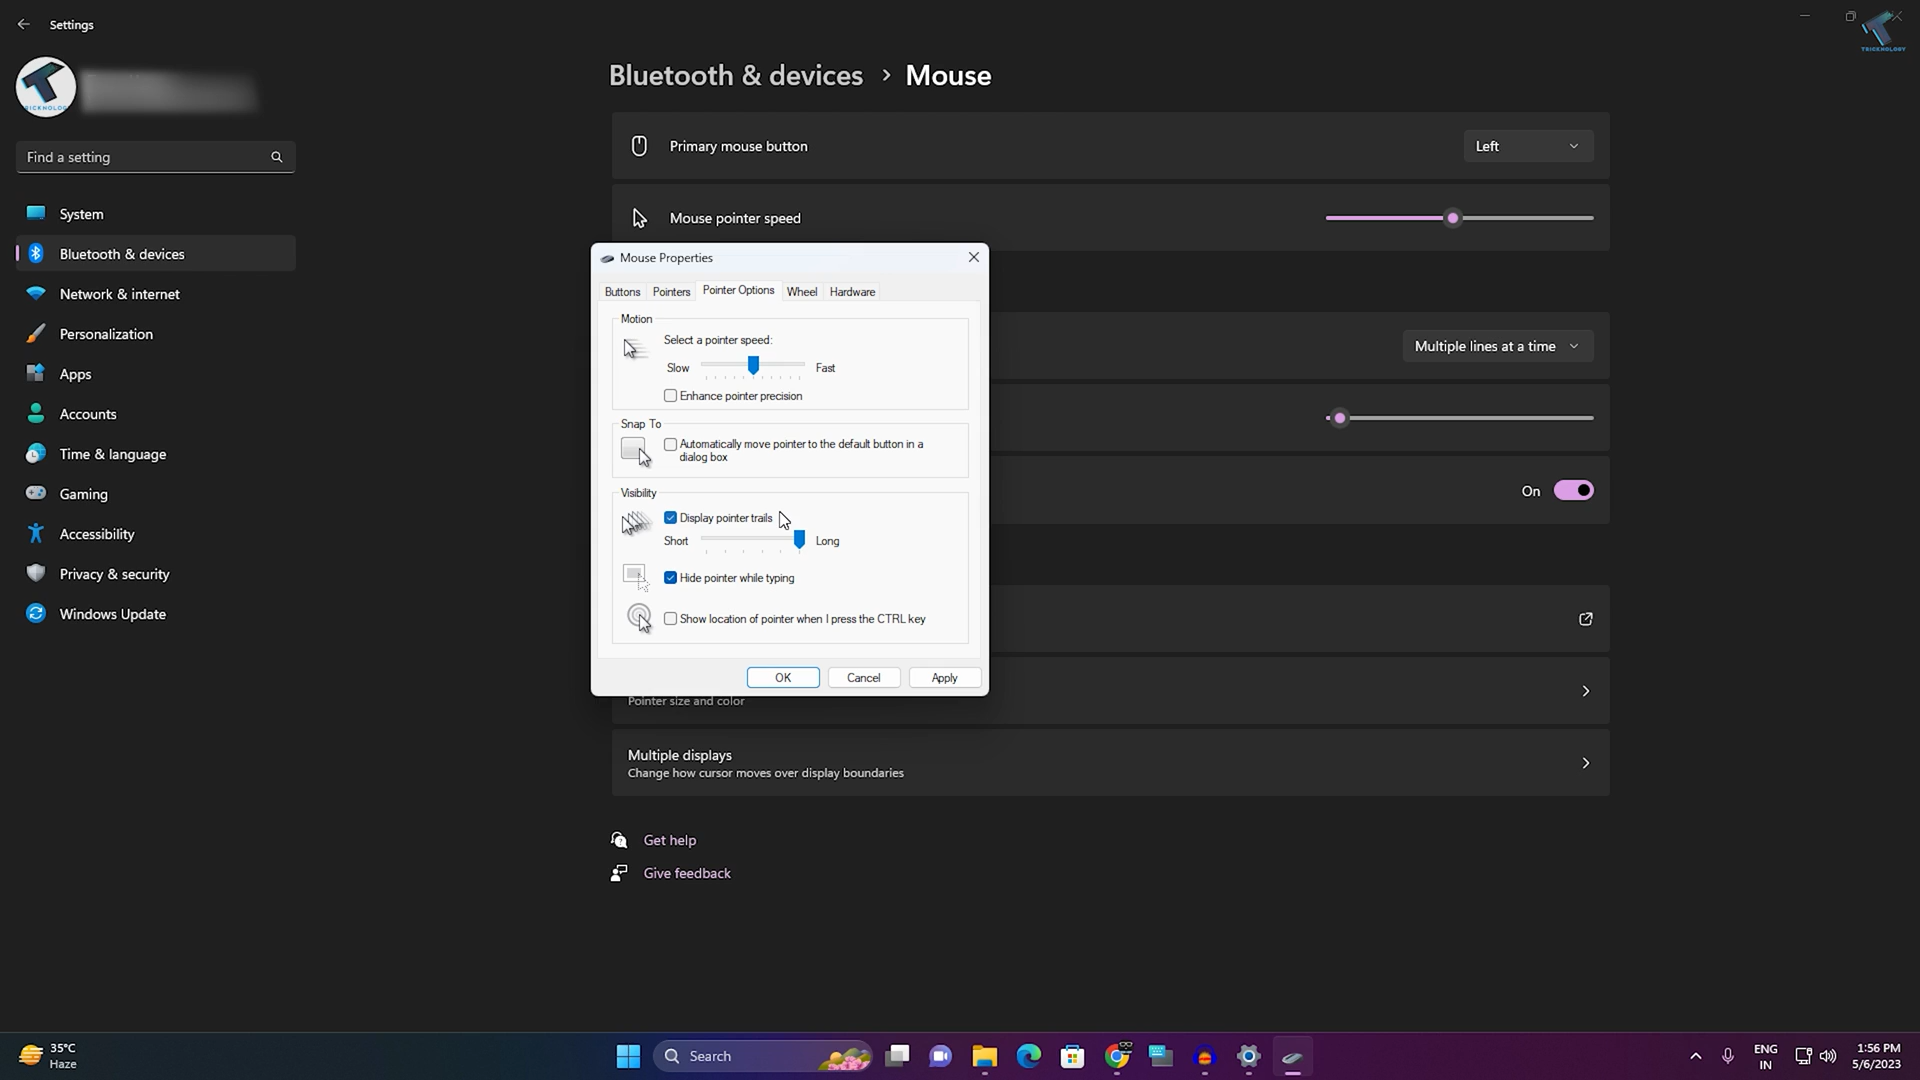 Settings
TRICKNOLOGY
Find a setting
System
Bluetooth & devices
Network & internet
Personalization
Apps
Accounts
Time & language
Gaming
Accessibility
Privacy & security
Windows Update
Bluetooth & devices › Mouse
Primary mouse button
Left
Mouse pointer speed
Mouse Properties
Buttons
Pointers
Pointer Options
Wheel
Hardware
Motion
Select a pointer speed:
Slow
Fast
Enhance pointer precision
Snap To
Automatically move pointer to the default button in a
dialog box
Visibility
Display pointer trails
Short
Long
Hide pointer while typing
Show location of pointer when I press the CTRL key
OK
Cancel
Apply
Multiple lines at a time
On
Pointer size and color
Multiple displays
Change how cursor moves over display boundaries
Get help
Give feedback
35°C
Haze
Search
ENG
IN
1:56 PM
5/6/2023